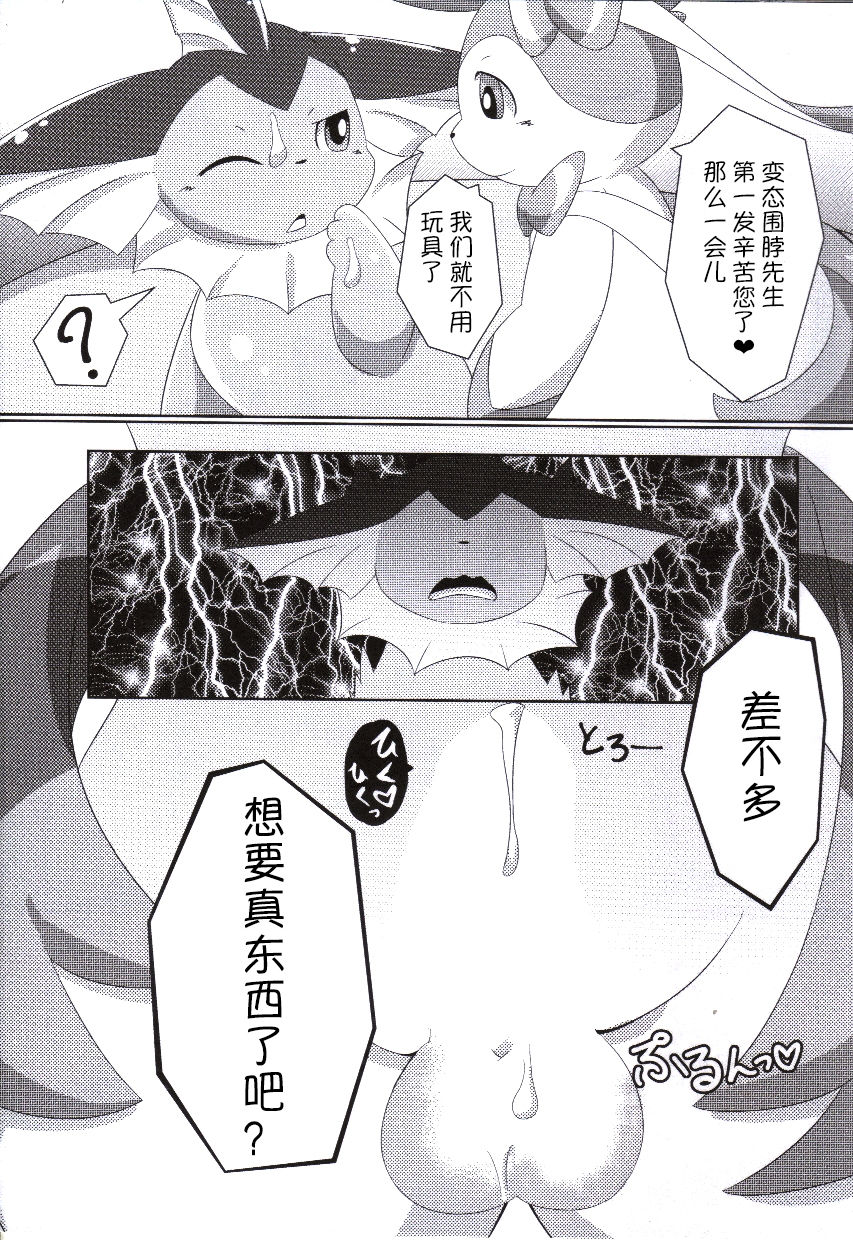 变态围脖先生
第一发辛苦您了♥
那么一会儿
我们就不用
玩具了
?
差不多
とろー
ひく♡
ひくっ
想要真东西了吧?
ぷるんっ♡